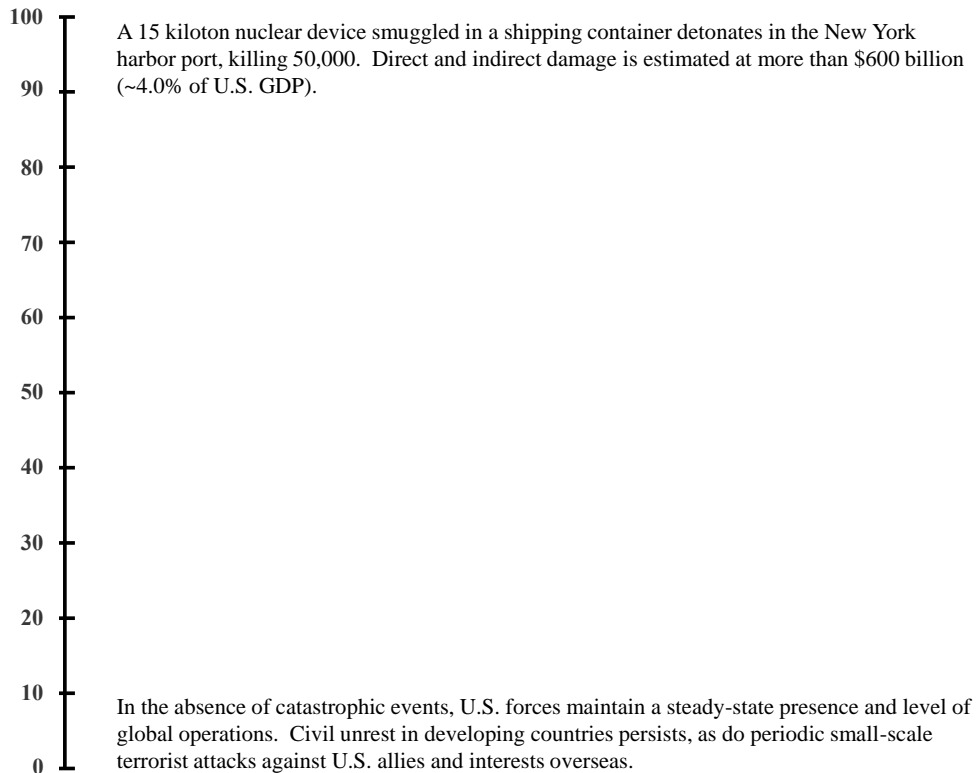 100
A 15 kiloton nuclear device smuggled in a shipping container detonates in the New York
harbor port, killing 50,000.  Direct and indirect damage is estimated at more than $600 billion
90
(~4.0% of U.S. GDP).
80
70
60
50
40
30
20
10
In the absence of catastrophic events, U.S. forces maintain a steady-state presence and level of
global operations.  Civil unrest in developing countries persists, as do periodic small-scale
0
terrorist attacks against U.S. allies and interests overseas.